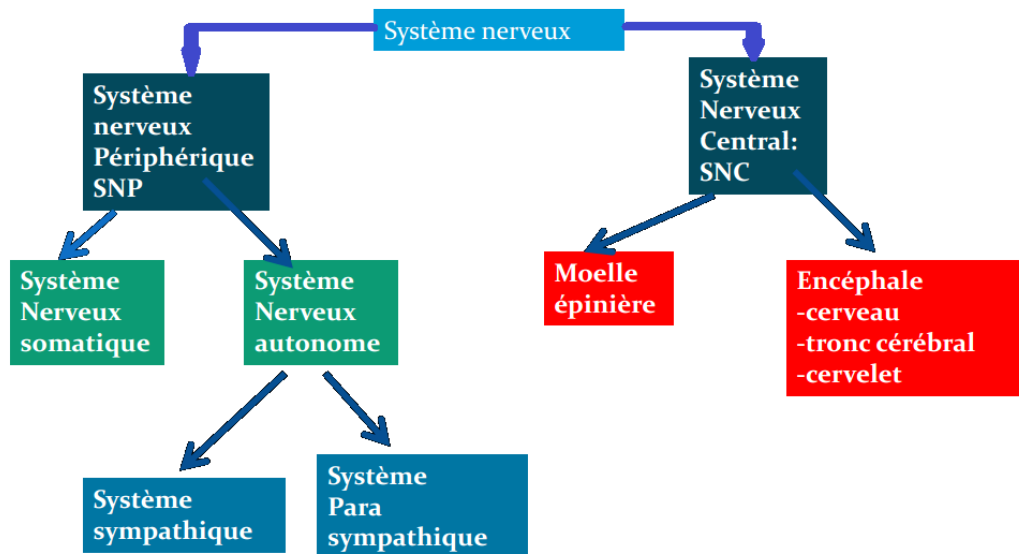 Système nerveux
Système
nerveux
Périphérique
SNP
Système
Nerveux
Central:
SNC
Système
Nerveux
somatique
Système
Nerveux
autonome
Moelle
épinière
Encéphale
-cerveau
-tronc cérébral
-cervelet
Système
sympathique
Système
Para
sympathique